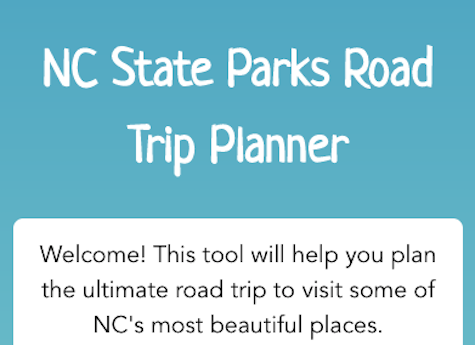 NC State Parks Road
Trip Planner
Welcome! This tool will help you plan
the ultimate road trip to visit some of
NC's most beautiful places.